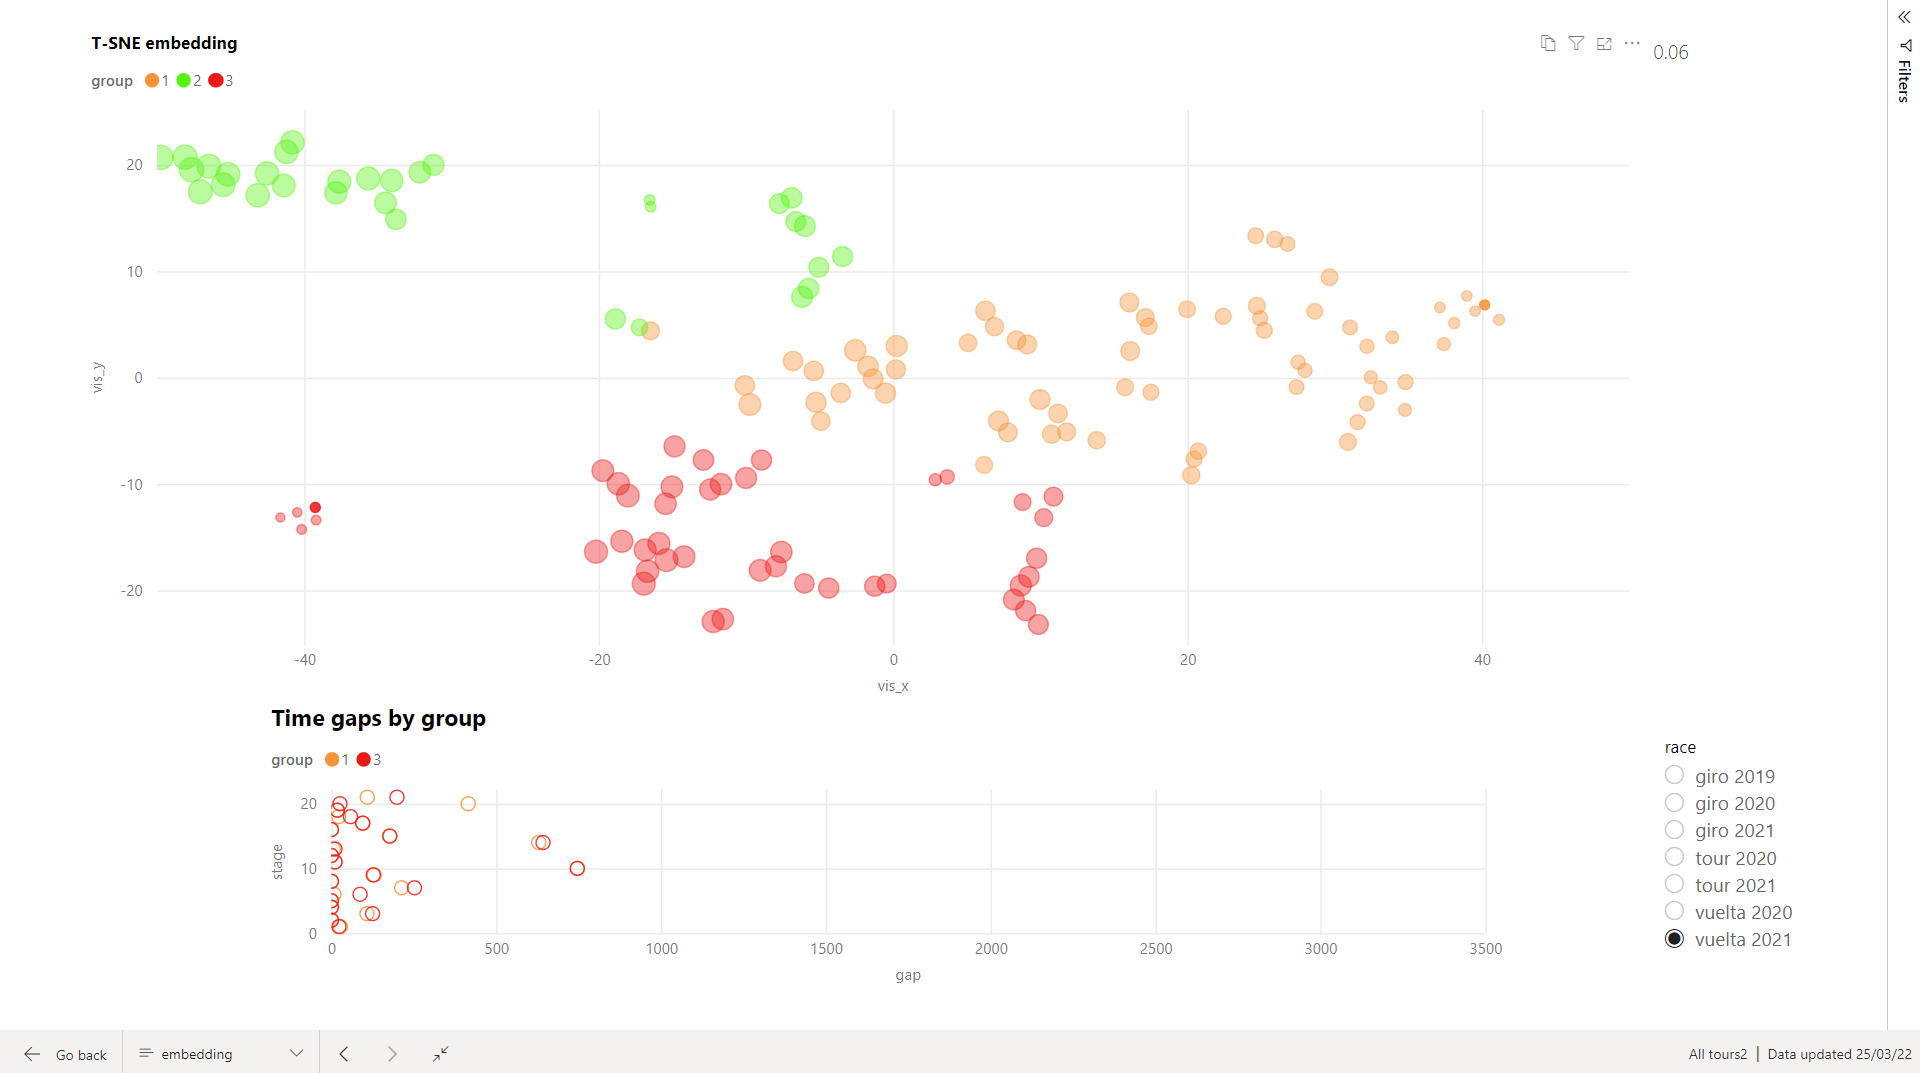 T-SNE embedding
0.06
group 1 2 3
Filters
20
10
0
-10
-20
vis_y
-40 -20 0 20 40
vis_x
Time gaps by group
group 1 3
20
10
0
stage
0 500 1000 1500 2000 2500 3000 3500
gap
race
giro 2019
giro 2020
giro 2021
tour 2020
tour 2021
vuelta 2020
vuelta 2021
Go back embedding All tours2 | Data updated 25/03/22